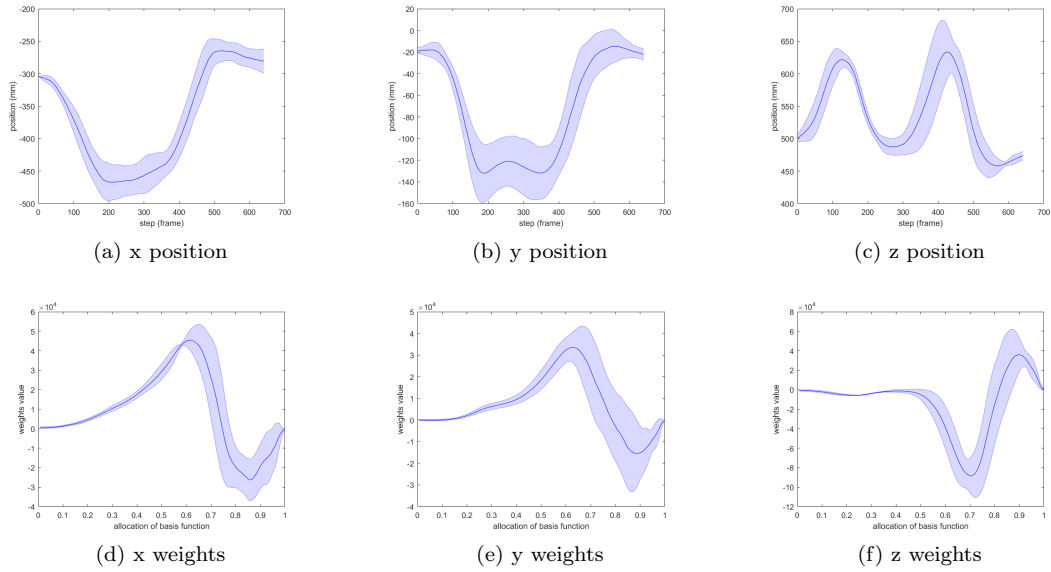 -200
-250
-300
-350
-400
-450
-500
position (mm)
0 100 200 300 400 500 600 700
step (frame)
(a) x position
20
0
-20
-40
-60
-80
-100
-120
-140
-160
position (mm)
0 100 200 300 400 500 600 700
step (frame)
(b) y position
700
650
600
550
500
450
400
position (mm)
0 100 200 300 400 500 600 700
step (frame)
(c) z position
×10⁴
6
5
4
3
2
1
0
-1
-2
-3
-4
weights value
0 0.1 0.2 0.3 0.4 0.5 0.6 0.7 0.8 0.9 1
allocation of basis function
(d) x weights
×10⁴
5
4
3
2
1
0
-1
-2
-3
-4
weights value
0 0.1 0.2 0.3 0.4 0.5 0.6 0.7 0.8 0.9 1
allocation of basis function
(e) y weights
×10⁴
8
6
4
2
0
-2
-4
-6
-8
-10
-12
weights value
0 0.1 0.2 0.3 0.4 0.5 0.6 0.7 0.8 0.9 1
allocation of basis function
(f) z weights